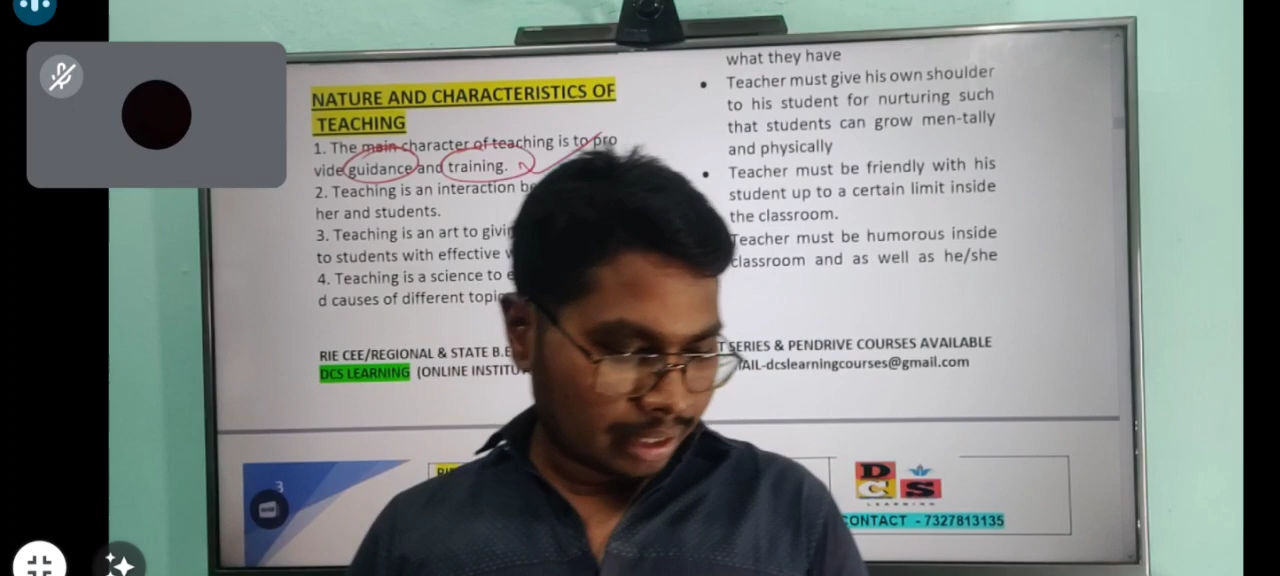 NATURE AND CHARACTERISTICS OF
TEACHING
1. The main character of teaching is to pro
vide guidance and training.
2. Teaching is an interaction
her and students.
3. Teaching is an art to
to students with effective
4. Teaching is a science to
d causes of different
RIE CEE/REGIONAL & STATE
DCS LEARNING (ONLINE
3
what they have
• Teacher must give his own shoulder
to his student for nurturing such
that students can grow men-tally
and physically
• Teacher must be friendly with his
student up to a certain limit inside
the classroom.
Teacher must be humorous inside
classroom and as well as he/she
SERIES & PENDRIVE COURSES AVAILABLE
dcslearningcourses@gmail.com
D
C S
LEARNING
CONTACT - 7327813135